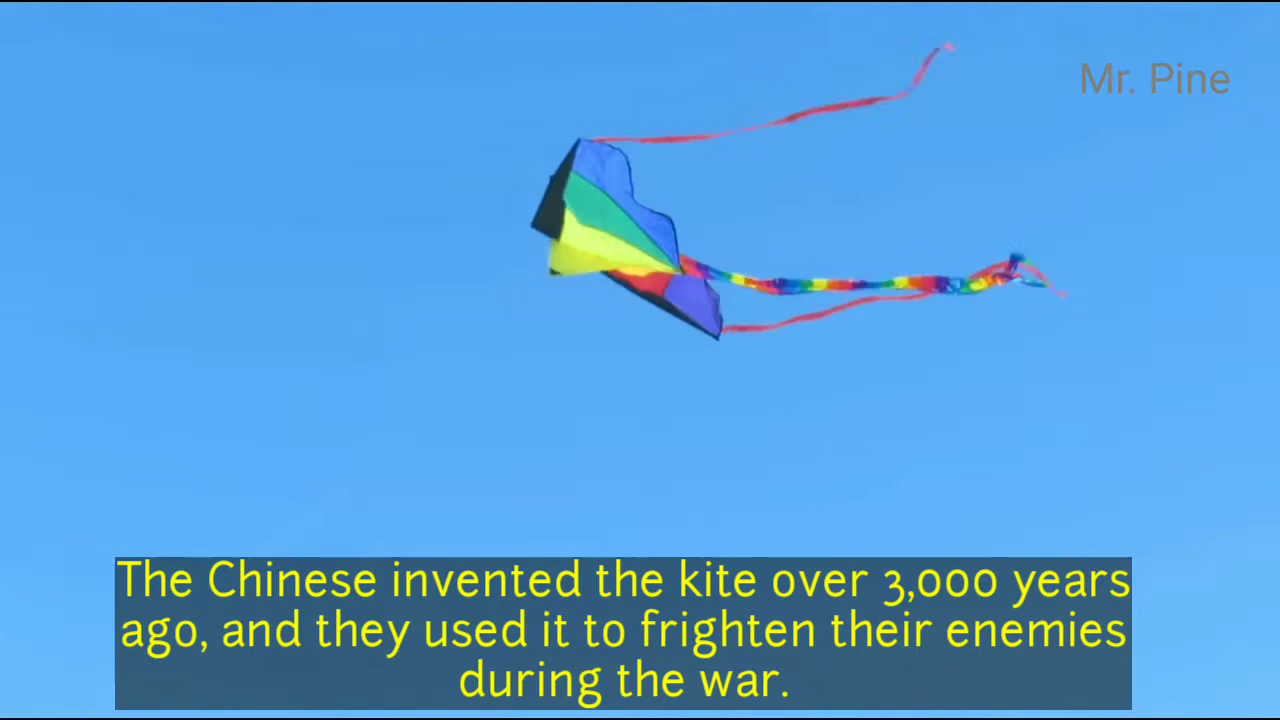 Mr. Pine
The Chinese invented the kite over 3,000 years
ago, and they used it to frighten their enemies
during the war.